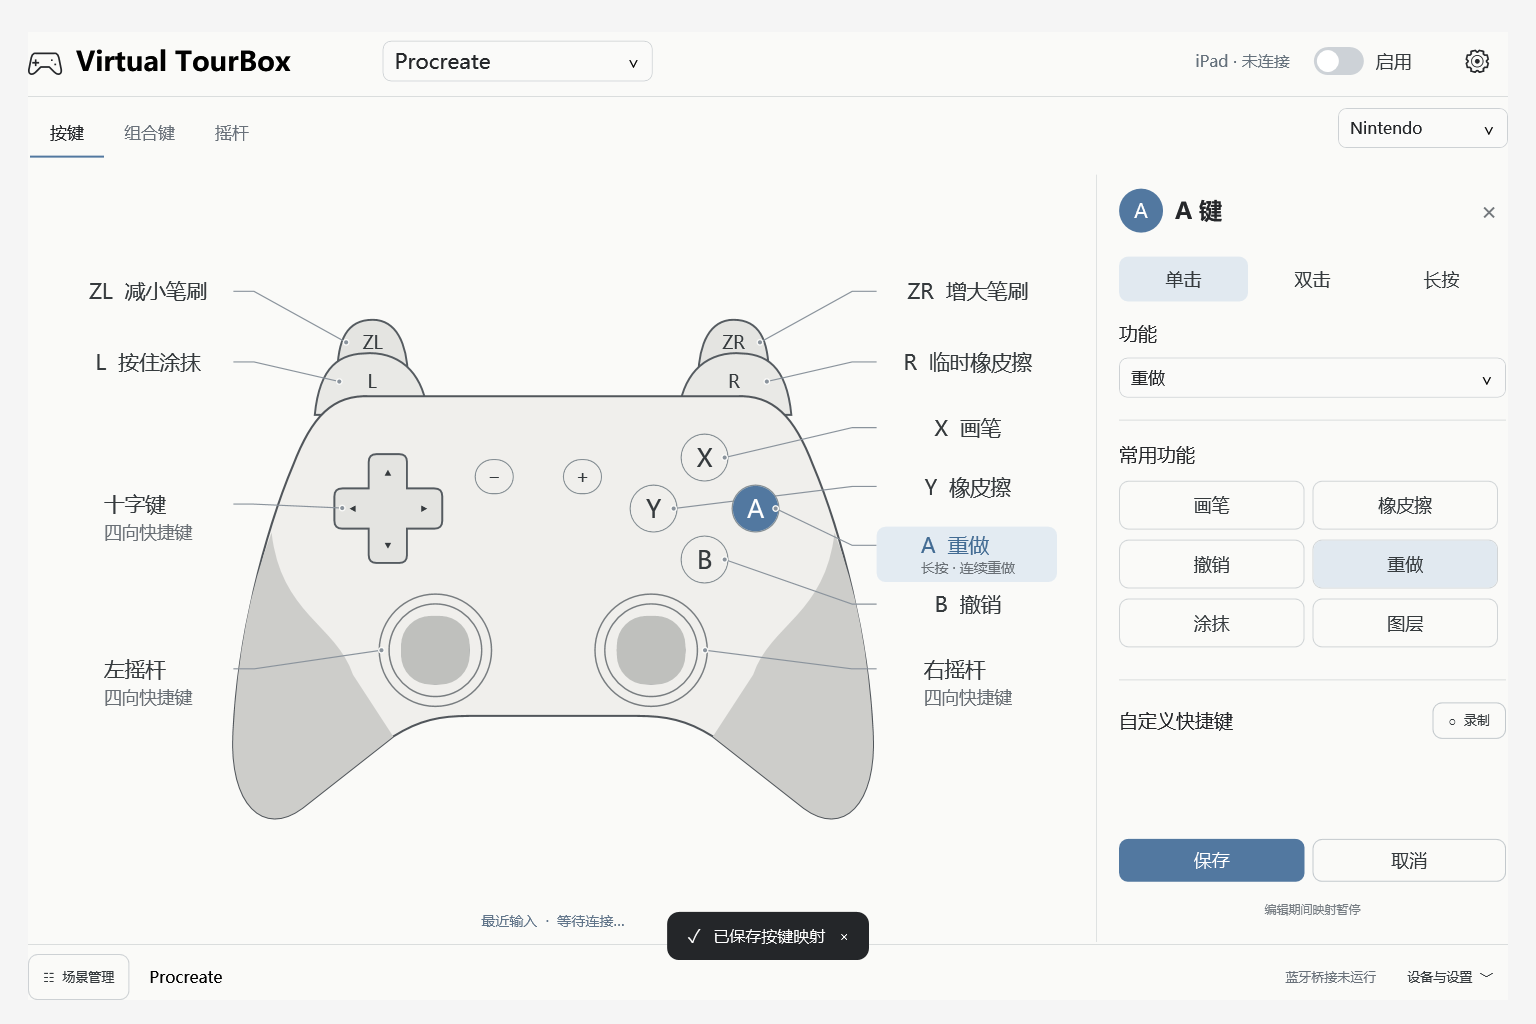 Virtual TourBox
Procreate
iPad · 未连接
启用
按键
组合键
摇杆
Nintendo
ZL 减小笔刷
L 按住涂抹
十字键
四向快捷键
左摇杆
四向快捷键
ZL
L
ZR
R
−
+
X
Y
A
B
ZR 增大笔刷
R 临时橡皮擦
X 画笔
Y 橡皮擦
A 重做
长按 · 连续重做
B 撤销
右摇杆
四向快捷键
A
A 键
×
单击
双击
长按
功能
重做
常用功能
画笔
橡皮擦
撤销
重做
涂抹
图层
自定义快捷键
○ 录制
保存
取消
编辑期间映射暂停
最近输入 · 等待连接...
✓ 已保存按键映射 ×
☷ 场景管理
Procreate
蓝牙桥接未运行
设备与设置